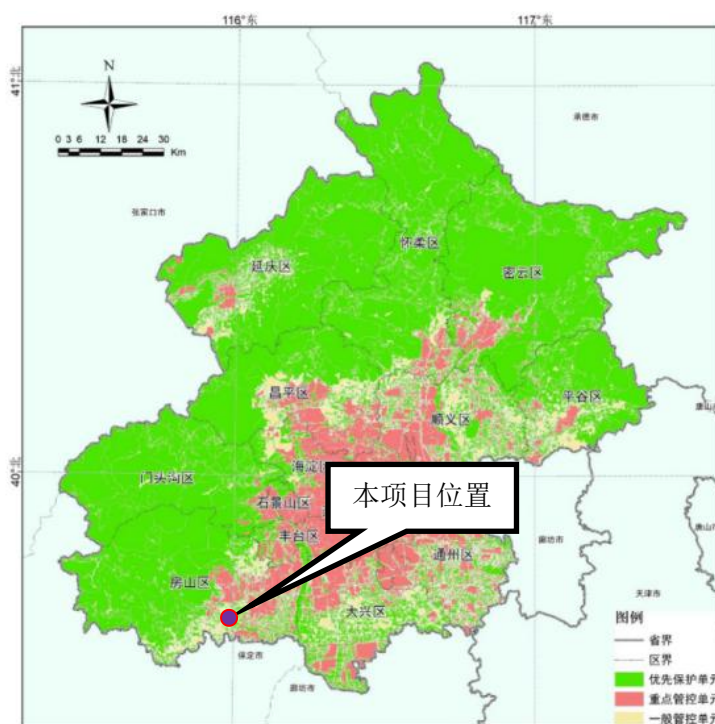 116°东
117°东
41°北
N
0 3 6 12 18 24 30
Km
承德市
张家口市
怀柔区
延庆区
密云区
昌平区
平谷区
顺义区
唐山
海淀
40°北
门头沟区
本项目位置
石景山区
唐山市
丰台区
通州区
廊坊市
房山区
天津市
大兴区
图例
保定市
省界
区界
廊坊市
优先保护单元
重点管控单元
一般管控单元